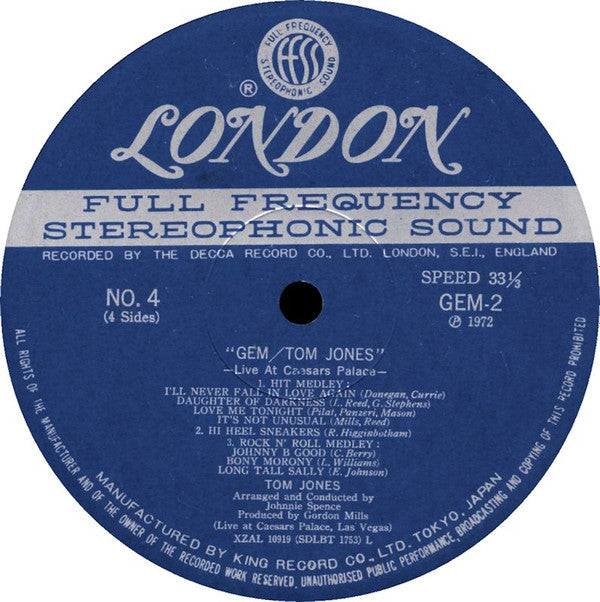 FULL FREQUENCY
ffss
STEREOPHONIC SOUND
®
LONDON
FULL FREQUENCY
STEREOPHONIC SOUND
RECORDED BY THE DECCA RECORD CO., LTD. LONDON, S.E.I., ENGLAND
NO. 4
(4 Sides)
SPEED 33⅓
GEM-2
℗ 1972
"GEM/TOM JONES"
—Live At Caesars Palace—
1. HIT MEDLEY:
I'LL NEVER FALL IN LOVE AGAIN (Danegan, Currie)
DAUGHTER OF DARKNESS (L. Reed, G. Stephens)
LOVE ME TONIGHT (Pilat, Panzeri, Mason)
IT'S NOT UNUSUAL (Mills, Reed)
2. HI HEEL SNEAKERS (R. Higginbotham)
3. ROCK N' ROLL MEDLEY:
JOHNNY B GOOD (C. Berry)
BONY MORONY (L. Williams)
LONG TALL SALLY (E. Johnson)
TOM JONES
Arranged and Conducted by
Johnnie Spence
Produced by Gordon Mills
(Live at Caesars Palace, Las Vegas)
XZAL 10919 (SDLBT 1753) L
MANUFACTURED BY KING RECORD CO., LTD. TOKYO, JAPAN
ALL RIGHTS OF THE MANUFACTURER AND OF THE OWNER OF THE RECORDED WORK RESERVED. UNAUTHORISED PUBLIC PERFORMANCE, BROADCASTING AND COPYING OF THIS RECORD PROHIBITED